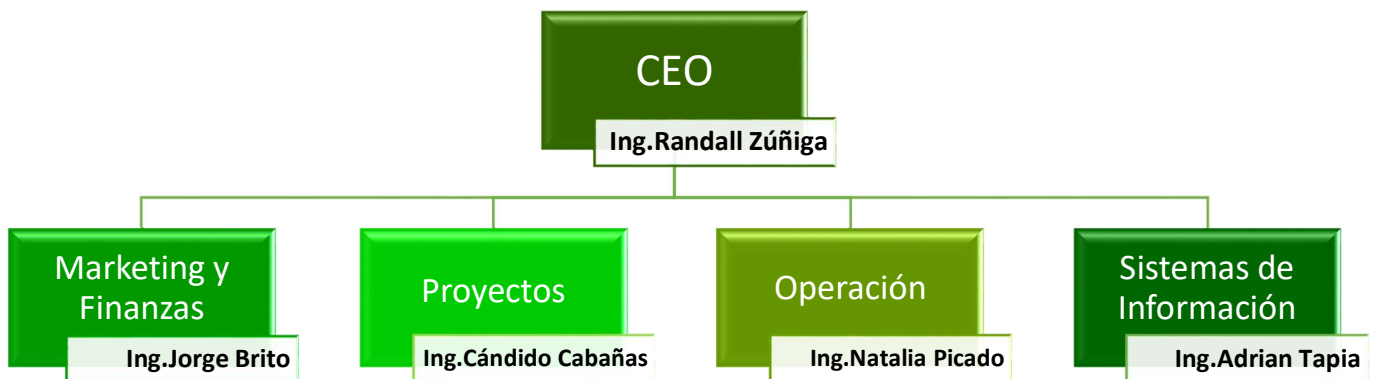 CEO
Ing.Randall Zúñiga
Marketing y
Finanzas
Ing.Jorge Brito
Proyectos
Ing.Cándido Cabañas
Operación
Ing.Natalia Picado
Sistemas de
Información
Ing.Adrian Tapia